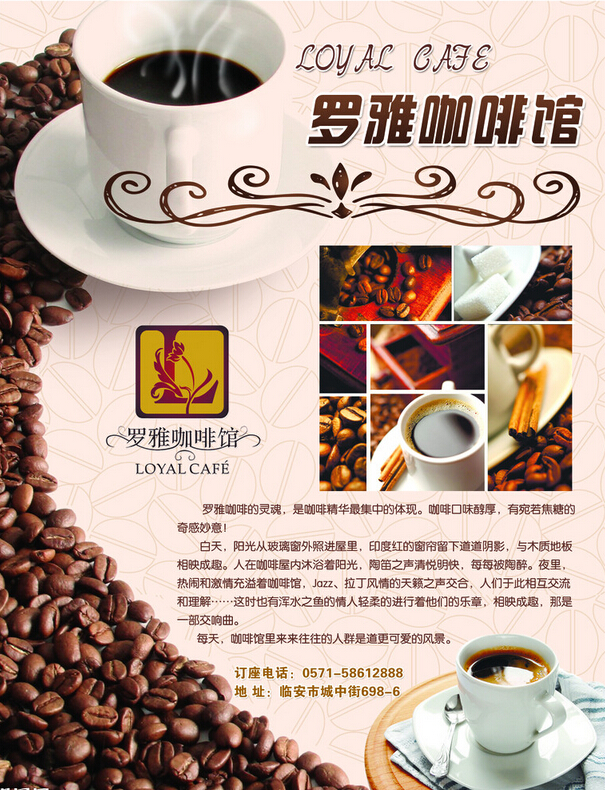 LOYAL CAFE
罗雅咖啡馆
罗雅咖啡馆
LOYAL CAFÉ
罗雅咖啡的灵魂，是咖啡精华最集中的体现。咖啡口味醇厚，有宛若焦糖的
奇感妙意！
白天，阳光从玻璃窗外照进屋里，印度红的窗帘留下道道阴影，与木质地板
相映成趣。人在咖啡屋内沐浴着阳光，陶笛之声清悦明快，每每被陶醉。夜里，
热闹和激情充溢着咖啡馆，Jazz、拉丁风情的天籁之声交合，人们于此相互交流
和理解……这时也有浑水之鱼的情人轻柔的进行着他们的乐章，相映成趣，那是
一部交响曲。
每天，咖啡馆里来来往往的人群是道更可爱的风景。
订座电话：0571-58612888
地 址：临安市城中街698-6